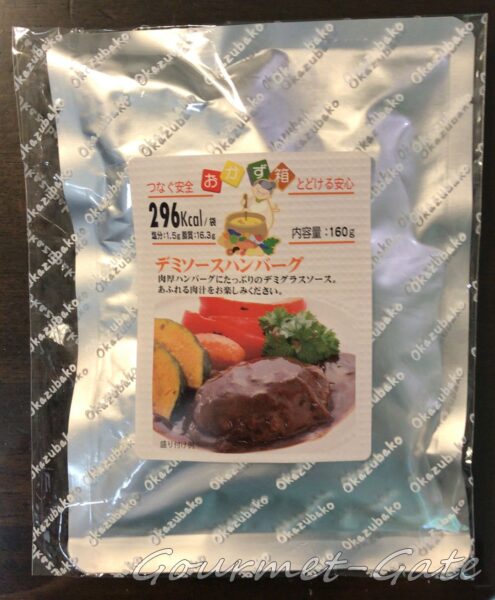 つなぐ安全 おかず箱 とどける安心
296Kcal/袋
塩分：1.5g 脂質：16.3g
内容量：160g
デミソースハンバーグ
肉厚ハンバーグにたっぷりのデミグラスソース。
あふれる肉汁をお楽しみください。
盛り付け例
Okazubako
Gourmet-Gate